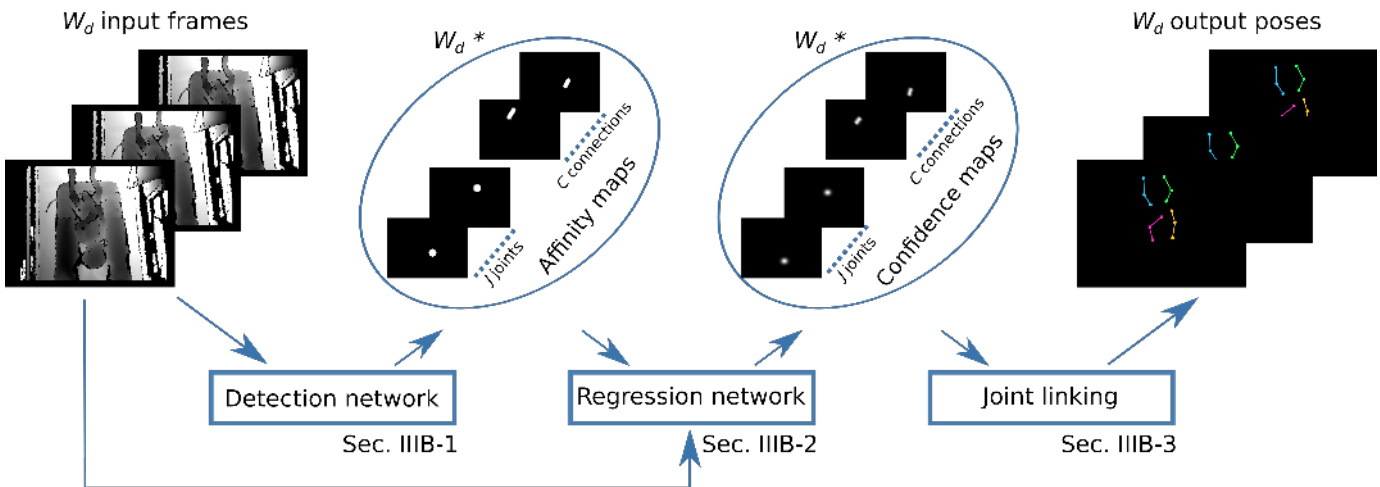 W_d input frames
W_d *
W_d *
W_d output poses
C connections
J joints
Affinity maps
C connections
J joints
Confidence maps
Detection network
Regression network
Joint linking
Sec. IIIB-1
Sec. IIIB-2
Sec. IIIB-3